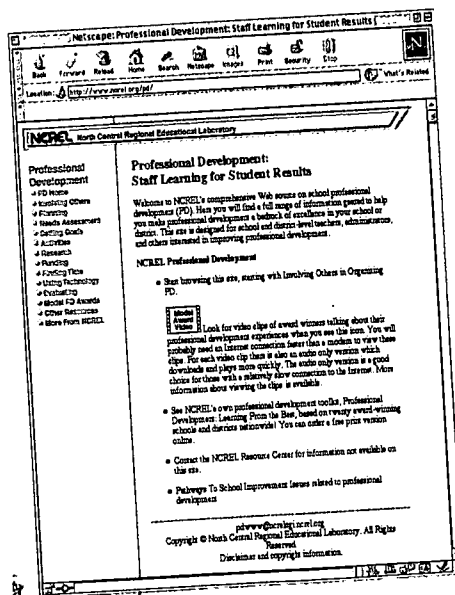 Netscape: Professional Development: Staff Learning for Student Results
Back Forward Reload Home Search Netscape Images Print Security Stop
Location: http://www.ncrel.org/pd/ What's Related
NCREL North Central Regional Educational Laboratory
Professional
Development
PD Home
Involving Others
Planning
Needs Assessment
Setting Goals
Activities
Research
Funding
Finding Time
Using Technology
Evaluating
Model PD Awards
Other Resources
More From NCREL
Professional Development:
Staff Learning for Student Results
Welcome to NCREL's comprehensive Web source on school professional
development (PD). Here you will find a full range of information geared to help
you make professional development a bedrock of excellence in your school or
district. This site is designed for school and district-level teachers, administrators,
and others interested in improving professional development.
NCREL Professional Development
Start browsing this site, starting with Involving Others in Organizing
PD.
Model
Award
Video
Look for video clips of award winners talking about their
professional development experiences when you see this icon. You will
probably need an Internet connection faster than a modem to view these
clips. For each video clip there is also an audio only version which
downloads and plays more quickly. The audio only version is a good
choice for those with a relatively slow connection to the Internet. More
information about viewing the clips is available.
See NCREL's own professional development toolkit, Professional
Development: Learning From the Best, based on twenty award-winning
schools and districts nationwide! You can order a free print version
online.
Contact the NCREL Resource Center for information not available on
this site.
Pathways To School Improvement Issues related to professional
development
pdwww@ncrelgi.ncrel.org
Copyright © North Central Regional Educational Laboratory. All Rights
Reserved
Disclaimer and copyright information.